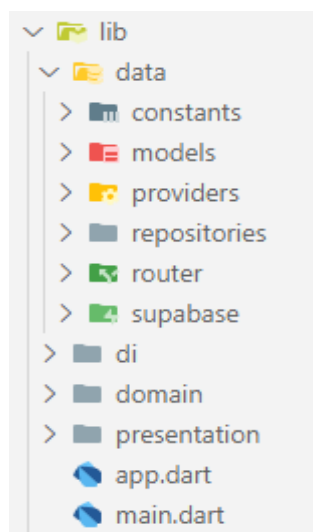 lib
data
constants
models
providers
repositories
router
supabase
di
domain
presentation
app.dart
main.dart